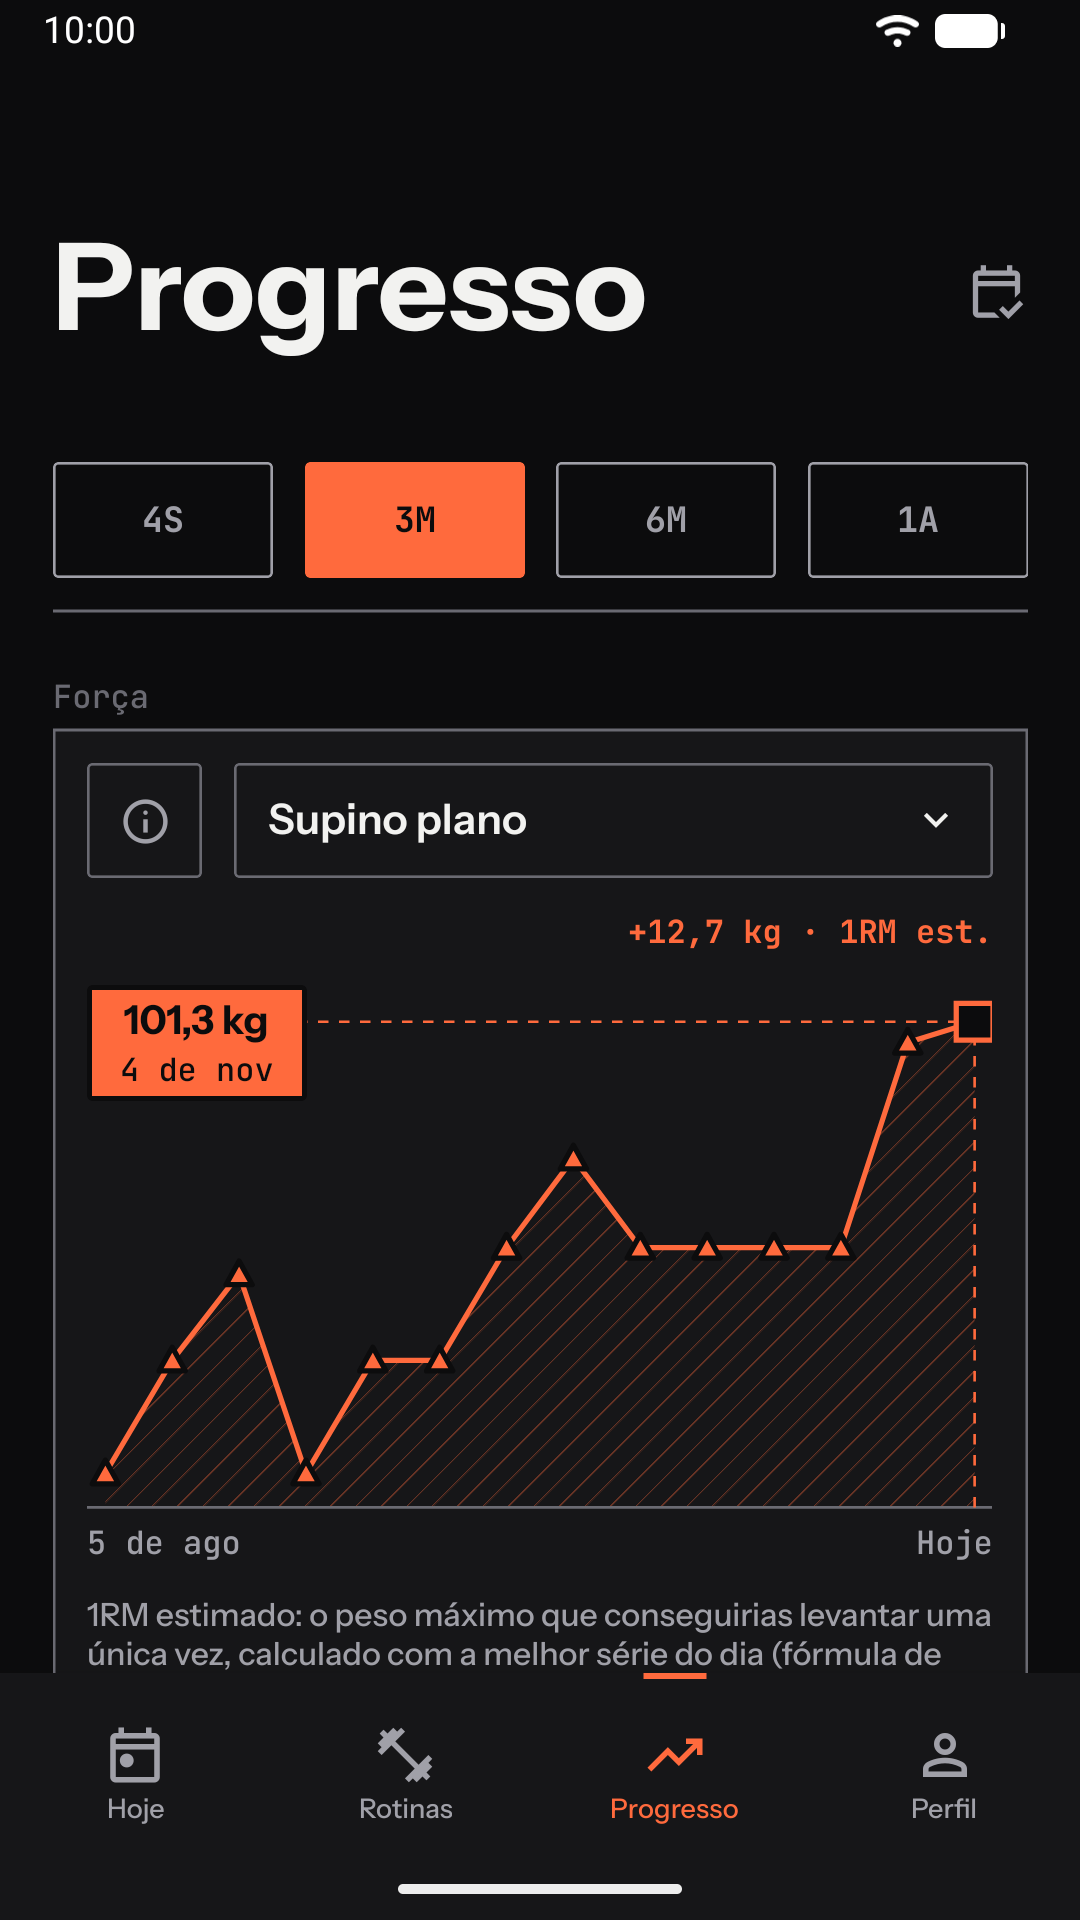 10:00
Progresso
4S
3M
6M
1A
Força
Supino plano
+12,7 kg · 1RM est.
101,3 kg
4 de nov
5 de ago
Hoje
1RM estimado: o peso máximo que conseguirias levantar uma
única vez, calculado com a melhor série do dia (fórmula de
Hoje
Rotinas
Progresso
Perfil